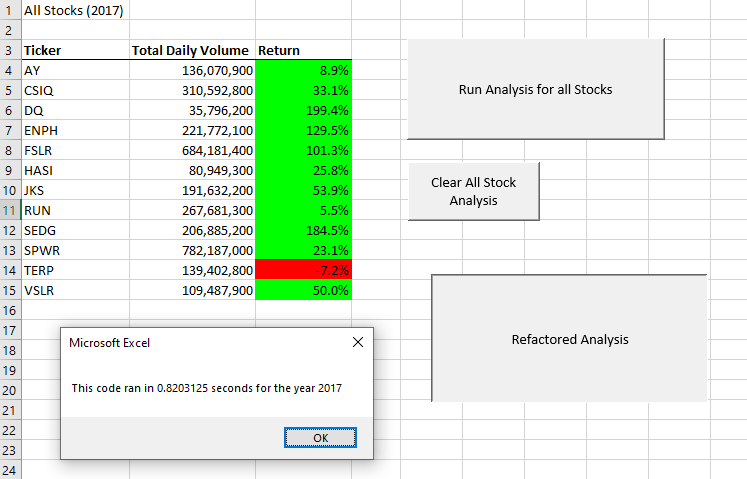 1 All Stocks (2017)
2
3 Ticker Total Daily Volume Return
4 AY 136,070,900 8.9%
5 CSIQ 310,592,800 33.1%
6 DQ 35,796,200 199.4%
7 ENPH 221,772,100 129.5%
8 FSLR 684,181,400 101.3%
9 HASI 80,949,300 25.8%
10 JKS 191,632,200 53.9%
11 RUN 267,681,300 5.5%
12 SEDG 206,885,200 184.5%
13 SPWR 782,187,000 23.1%
14 TERP 139,402,800 -7.2%
15 VSLR 109,487,900 50.0%
16
17
18
19
20
21
22
23
24
Run Analysis for all Stocks
Clear All Stock
Analysis
Refactored Analysis
Microsoft Excel
This code ran in 0.8203125 seconds for the year 2017
OK